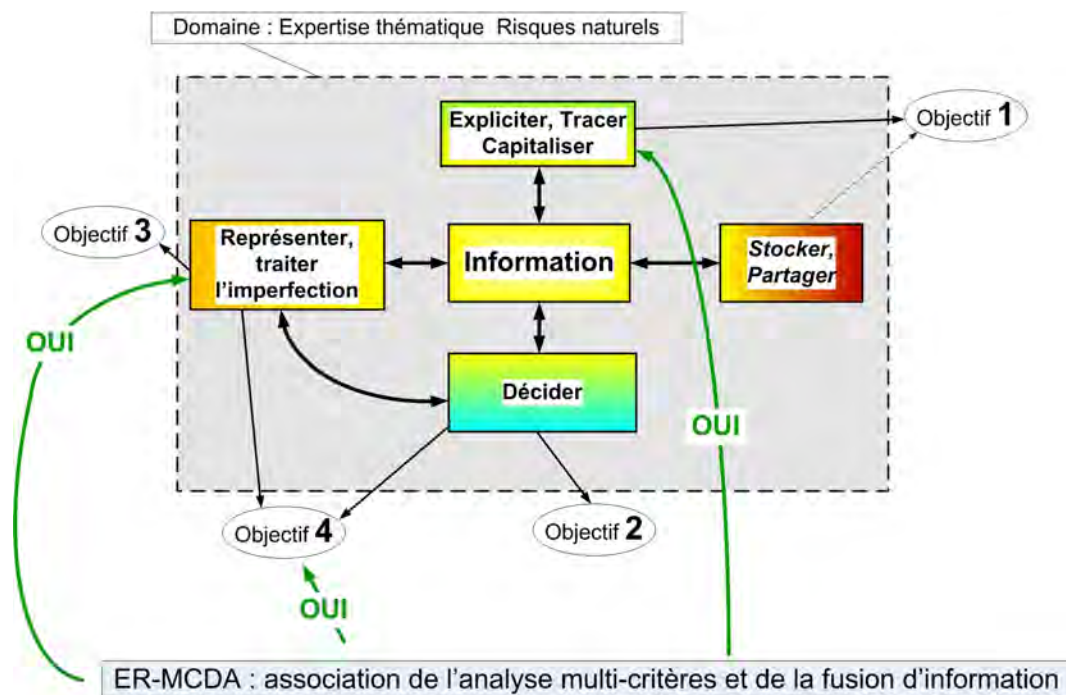 Domaine : Expertise thématique Risques naturels
Expliciter, Tracer
Capitaliser
Objectif 1
Objectif 3
Représenter,
traiter
l'imperfection
Information
Stocker,
Partager
OUI
Décider
OUI
Objectif 4
Objectif 2
OUI
ER-MCDA : association de l'analyse multi-critères et de la fusion d'information